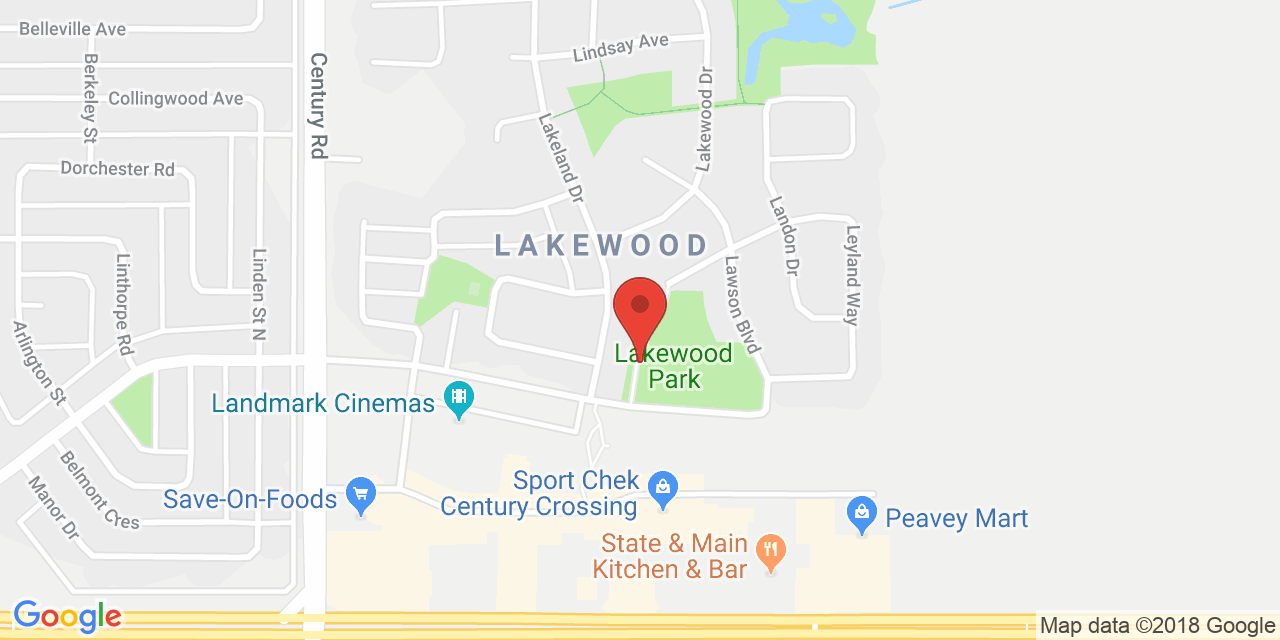 Belleville Ave
Lindsay Ave
Berkeley St
Century Rd
Collingwood Ave
Lakewood Dr
Lakeland Dr
Dorchester Rd
LAKEWOOD
Landon Dr
Leyland Way
Linthorpe Rd
Linden St N
Lawson Blvd
Arlington St
Lakewood
Park
Landmark Cinemas
Belmont Cres
Manor Dr
Save-On-Foods
Sport Chek
Century Crossing
Peavey Mart
State & Main
Kitchen & Bar
Google
Map data ©2018 Google